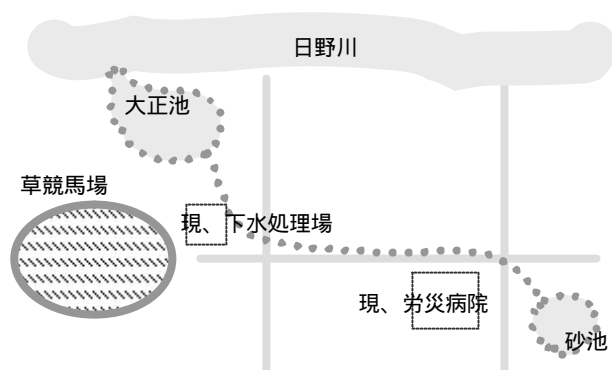 日野川
大正池
草競馬場
現、下水処理場
現、労災病院
砂池